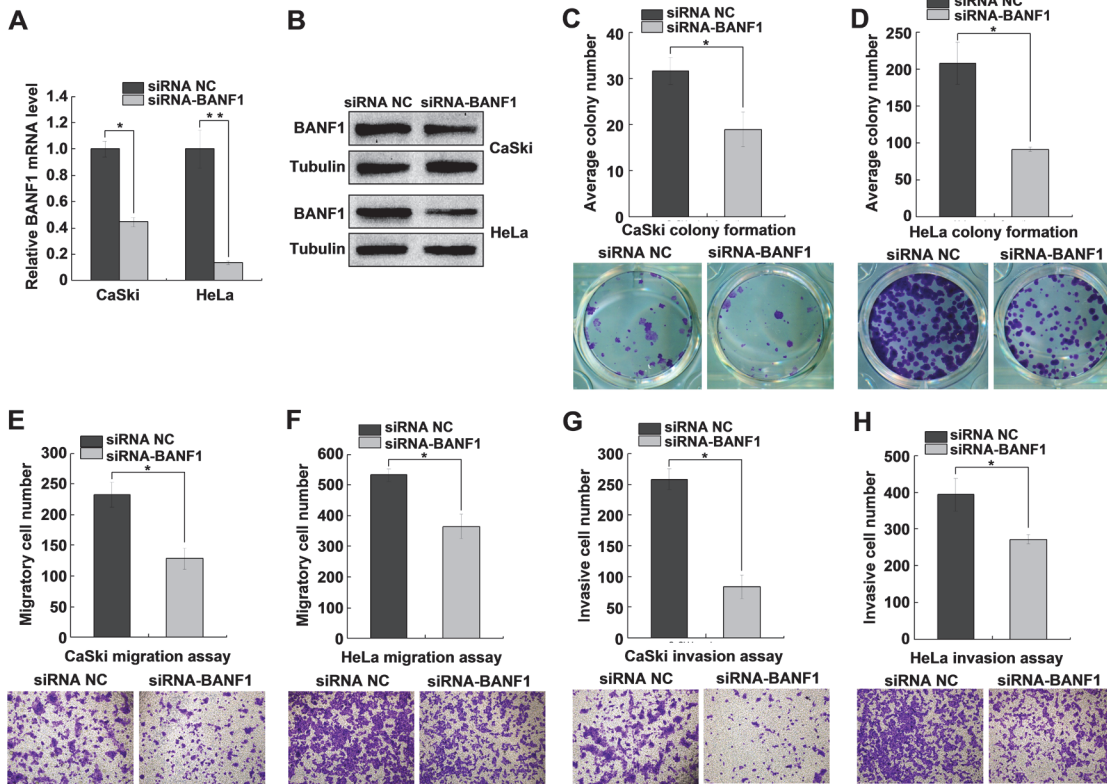 A
siRNA NC
siRNA-BANF1
Relative BANF1 mRNA level
1.4
1.2
1.0
0.8
0.6
0.4
0.2
0
*
**
CaSki
HeLa
B
siRNA NC siRNA-BANF1
BANF1
Tubulin
CaSki
BANF1
Tubulin
HeLa
C
siRNA NC
siRNA-BANF1
Average colony number
40
30
20
10
0
*
CaSki colony formation
siRNA NC
siRNA-BANF1
D
siRNA NC
siRNA-BANF1
Average colony number
250
200
150
100
50
0
*
HeLa colony formation
siRNA NC
siRNA-BANF1
E
siRNA NC
siRNA-BANF1
Migratory cell number
300
250
200
150
100
50
0
*
CaSki migration assay
siRNA NC
siRNA-BANF1
F
siRNA NC
siRNA-BANF1
Migratory cell number
600
500
400
300
200
100
0
*
HeLa migration assay
siRNA NC
siRNA-BANF1
G
siRNA NC
siRNA-BANF1
Invasive cell number
300
250
200
150
100
50
0
*
CaSki invasion assay
siRNA NC
siRNA-BANF1
H
siRNA NC
siRNA-BANF1
Invasive cell number
500
400
300
200
100
0
*
HeLa invasion assay
siRNA NC
siRNA-BANF1